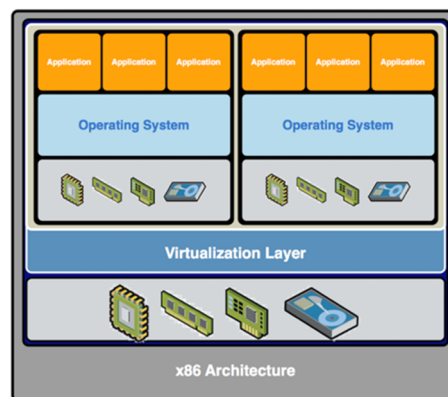 Application Application Application Application Application Application
Operating System Operating System
Virtualization Layer
x86 Architecture